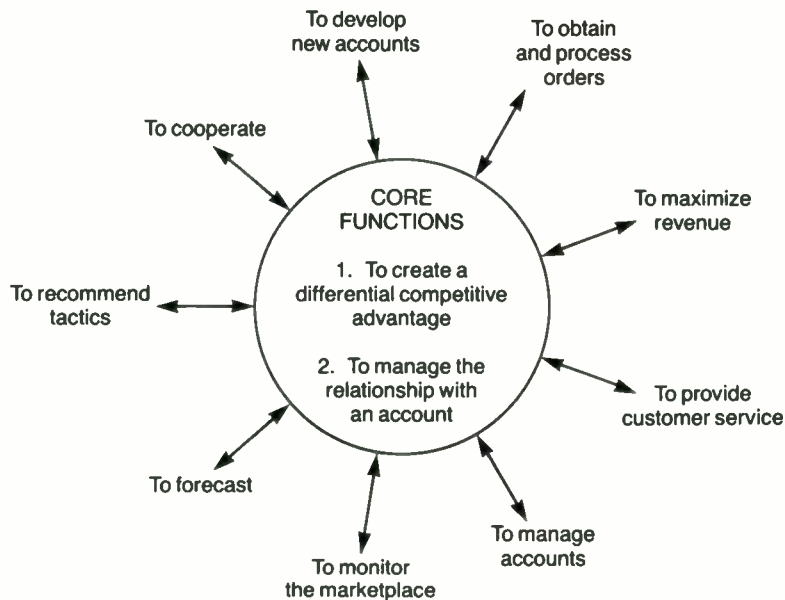 To develop
new accounts
To obtain
and process
orders
To cooperate
To maximize
revenue
CORE
FUNCTIONS
1. To create a
differential competitive
advantage
2. To manage the
relationship with
an account
To recommend
tactics
To provide
customer service
To forecast
To manage
accounts
To monitor
the marketplace